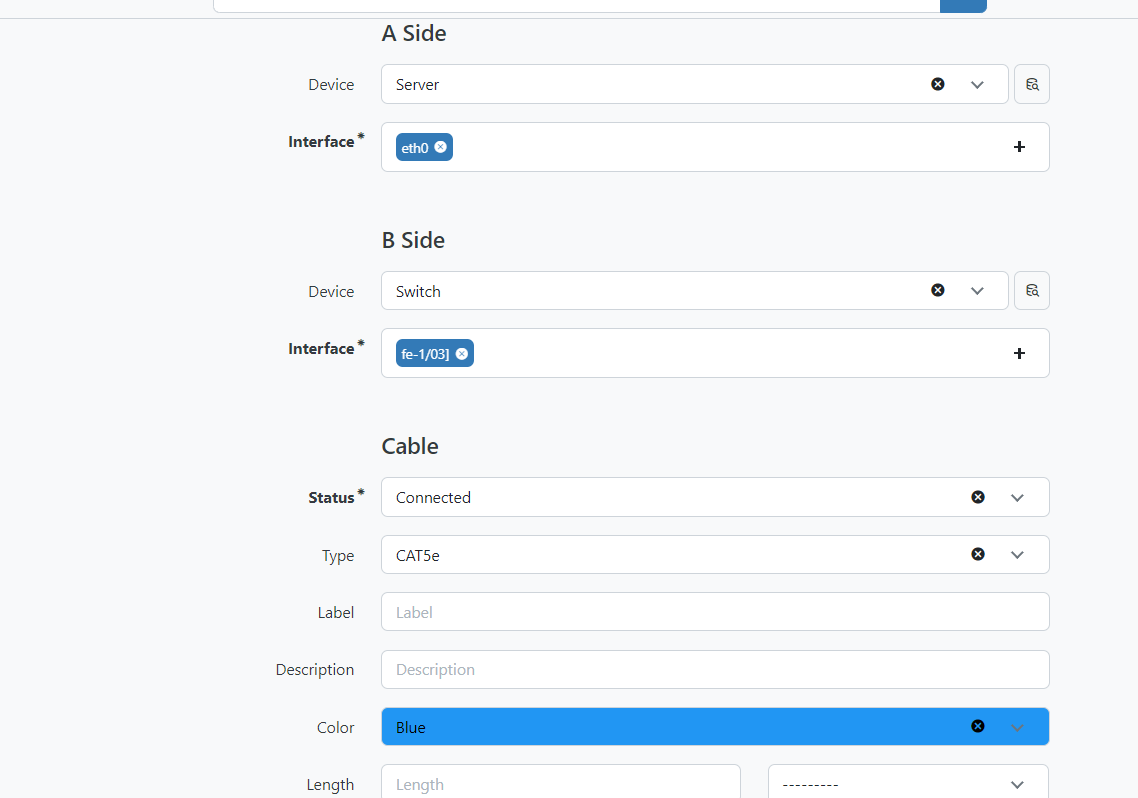 A Side
Device Server
Interface * eth0 +
B Side
Device Switch
Interface * fe-1/03] +
Cable
Status * Connected
Type CAT5e
Label Label
Description Description
Color Blue
Length Length ---------